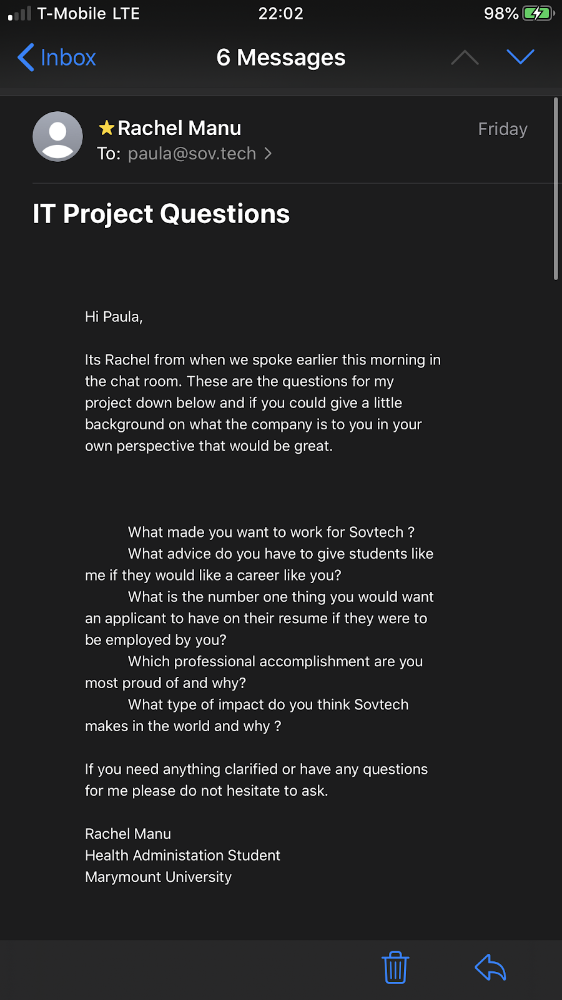 T-Mobile LTE 22:02 98%
Inbox 6 Messages
Rachel Manu Friday
To: paula@sov.tech
IT Project Questions
Hi Paula,
Its Rachel from when we spoke earlier this morning in
the chat room. These are the questions for my
project down below and if you could give a little
background on what the company is to you in your
own perspective that would be great.
What made you want to work for Sovtech ?
What advice do you have to give students like
me if they would like a career like you?
What is the number one thing you would want
an applicant to have on their resume if they were to
be employed by you?
Which professional accomplishment are you
most proud of and why?
What type of impact do you think Sovtech
makes in the world and why ?
If you need anything clarified or have any questions
for me please do not hesitate to ask.
Rachel Manu
Health Administation Student
Marymount University